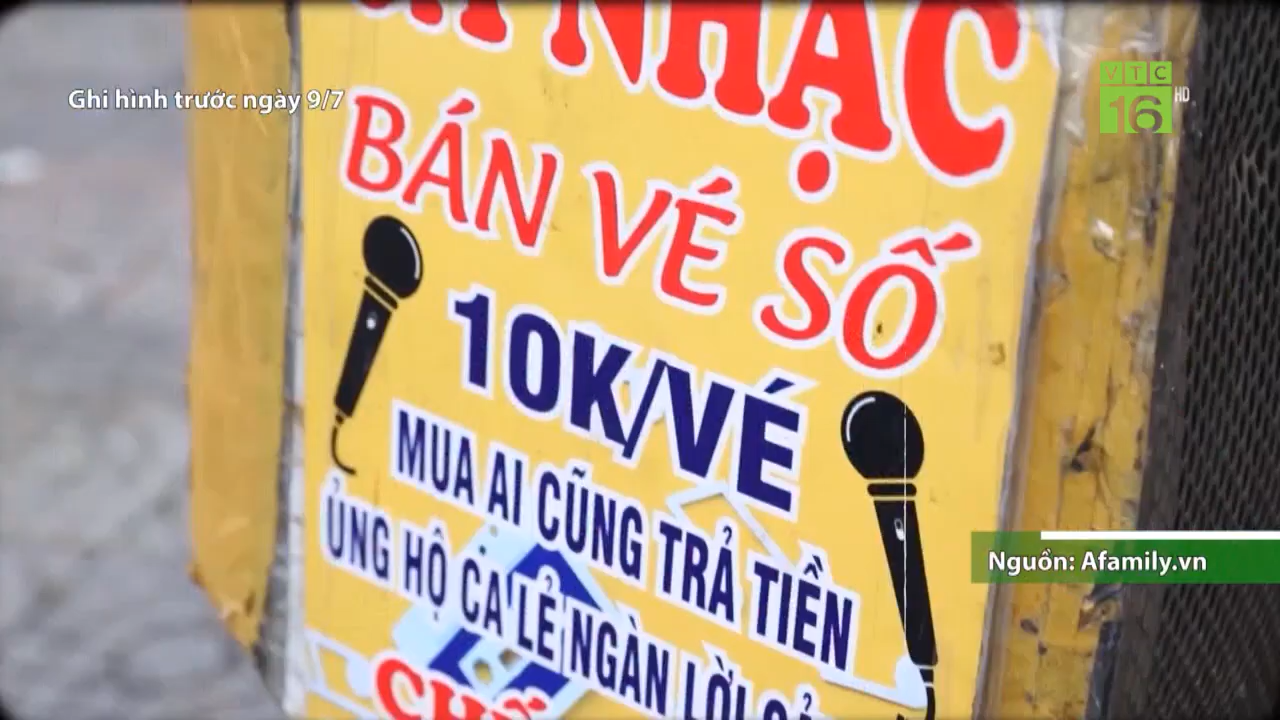 Ghi hình trước ngày 9/7
VTC
16
HD
NHẠC
BÁN VÉ SỐ
10K/VÉ
MUA AI CŨNG TRẢ TIỀN
ỦNG HỘ CA LẺ NGÀN LỜI
Nguồn: Afamily.vn